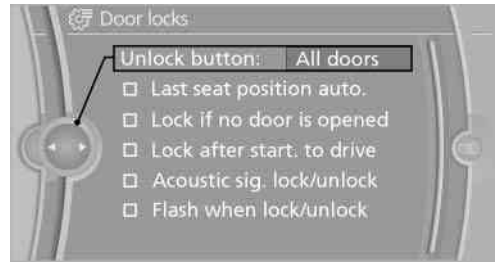 Door locks
Unlock button: All doors
Last seat position auto.
Lock if no door is opened
Lock after start. to drive
Acoustic sig. lock/unlock
Flash when lock/unlock